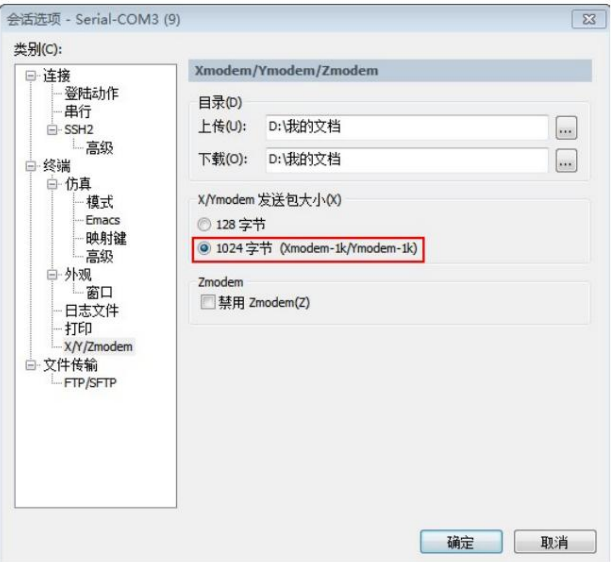 会话选项 - Serial-COM3 (9)
类别(C):
连接
登陆动作
串行
SSH2
高级
终端
仿真
模式
Emacs
映射键
高级
外观
窗口
日志文件
打印
X/Y/Zmodem
文件传输
FTP/SFTP
Xmodem/Ymodem/Zmodem
目录(D)
上传(U): D:\我的文档 ...
下载(O): D:\我的文档 ...
X/Ymodem 发送包大小(X)
128 字节
1024 字节 (Xmodem-1k/Ymodem-1k)
Zmodem
禁用 Zmodem(Z)
确定 取消